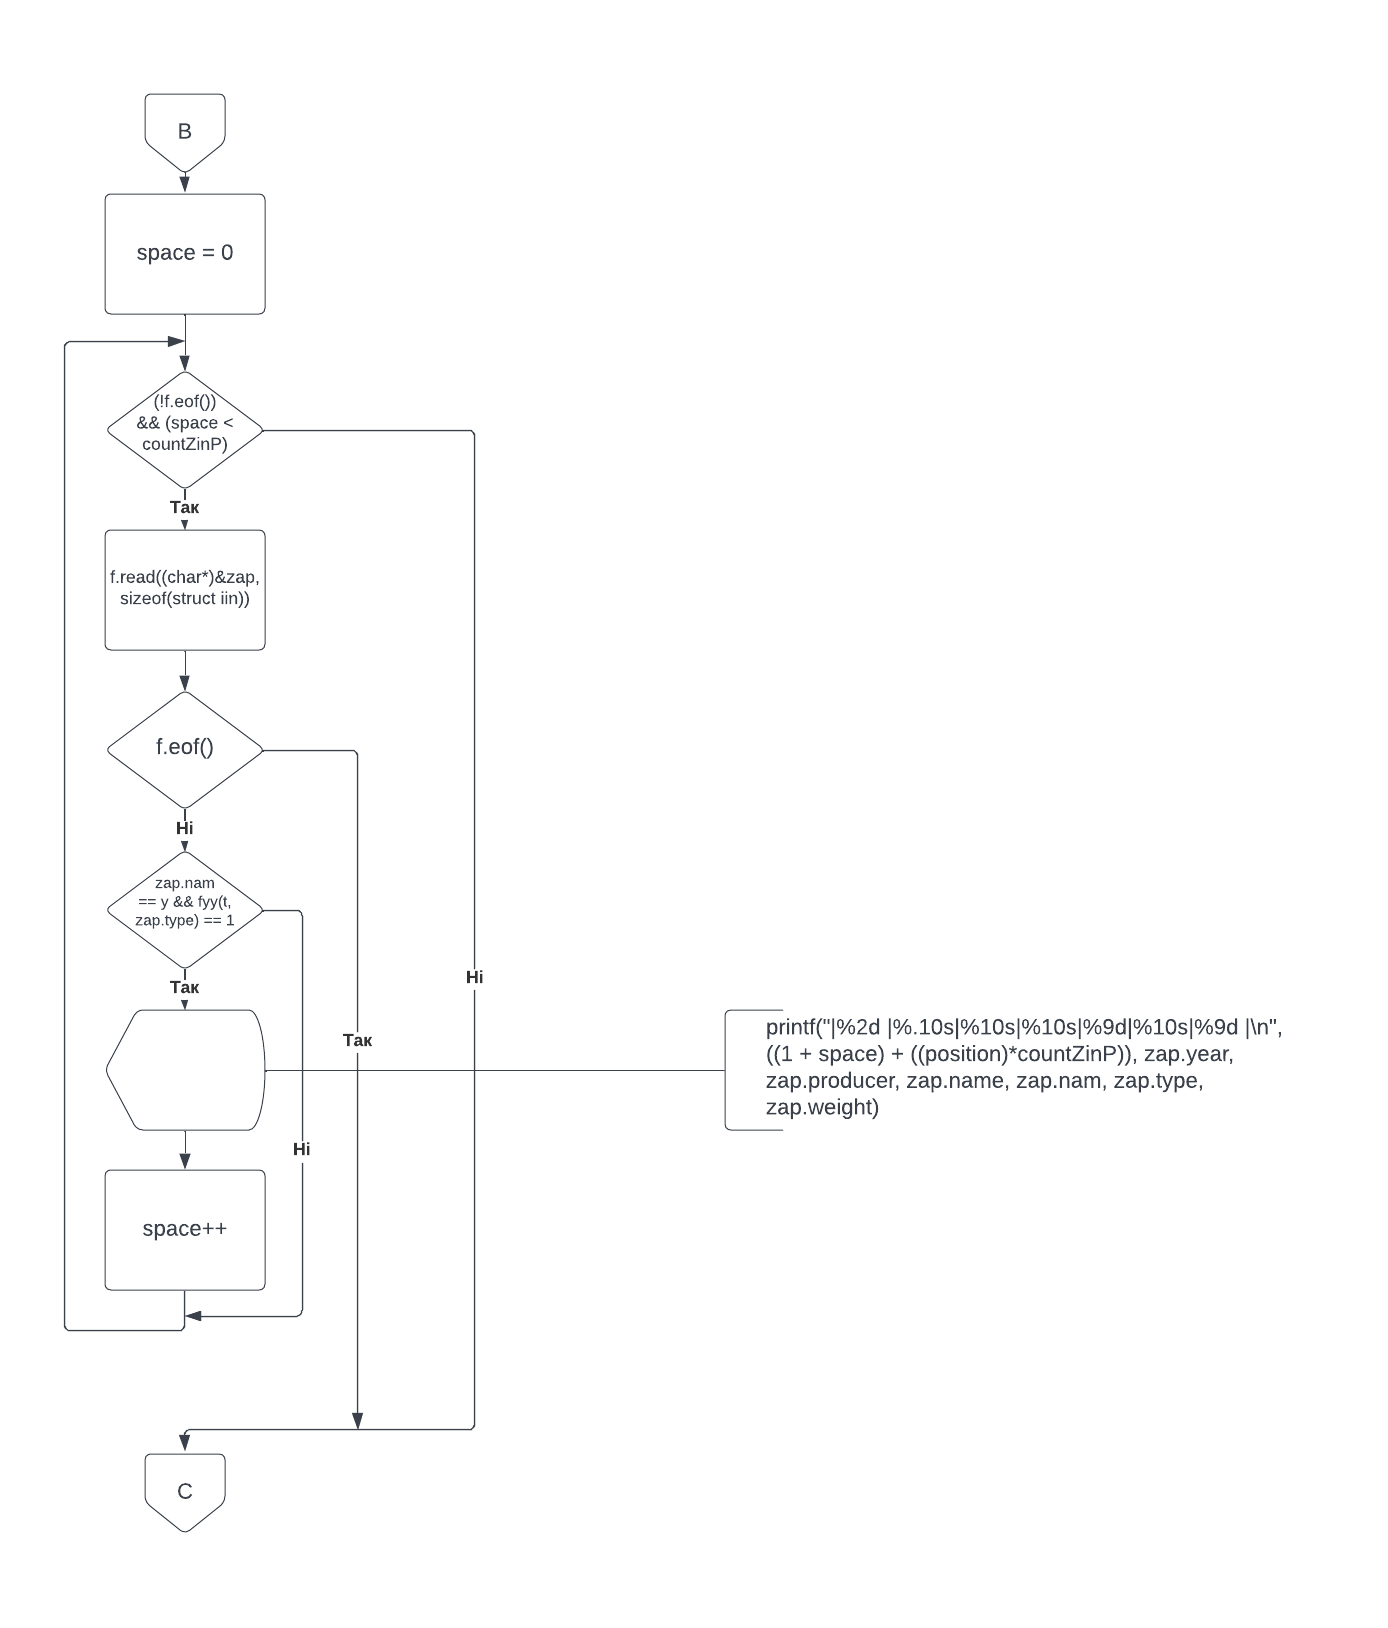 B
space = 0
(!f.eof())
&& (space <
countZinP)
Так
f.read((char*)&zap,
sizeof(struct iin))
f.eof()
Ні
zap.nam
== y && fyy(t,
zap.type) == 1
Так
Ні
Так
printf("|%2d |%.10s|%10s|%10s|%9d|%10s|%9d |\n",
((1 + space) + ((position)*countZinP)), zap.year,
zap.producer, zap.name, zap.nam, zap.type,
zap.weight)
Ні
space++
C